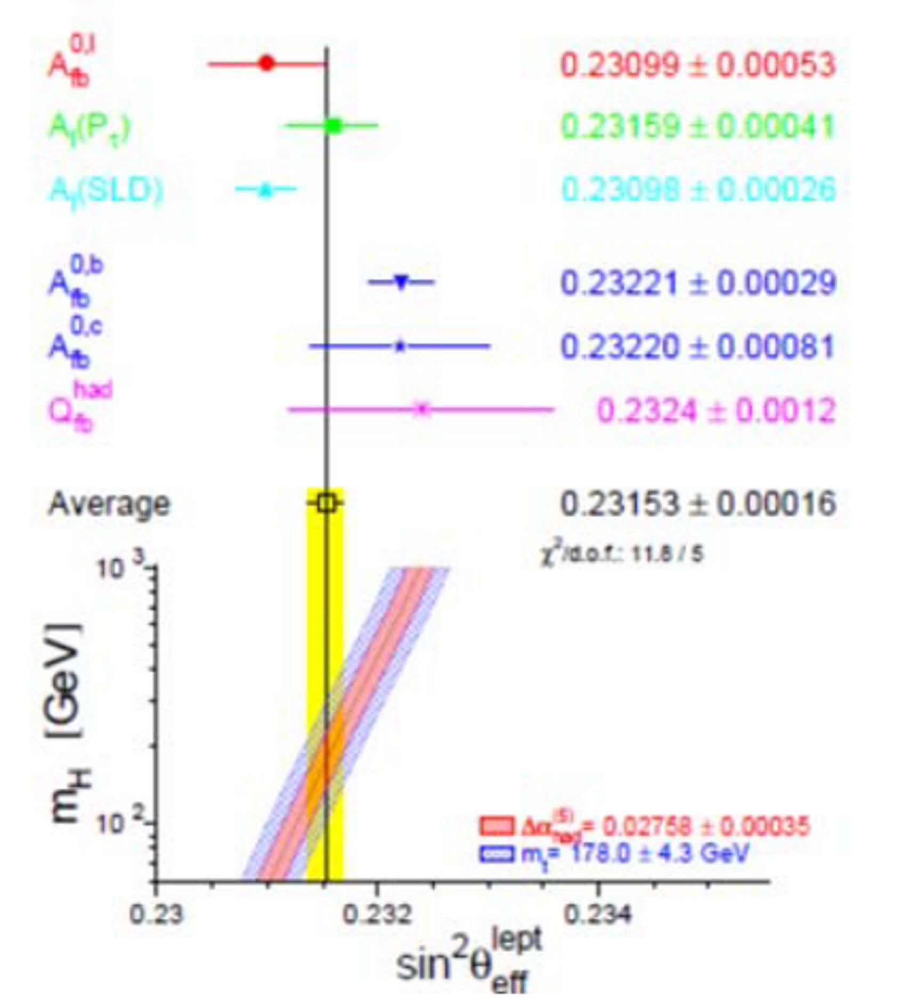 A_fb^0,l 0.23099 ± 0.00053
A_l(P_τ) 0.23159 ± 0.00041
A_l(SLD) 0.23098 ± 0.00026
A_fb^0,b 0.23221 ± 0.00029
A_fb^0,c 0.23220 ± 0.00081
Q_fb^had 0.2324 ± 0.0012
Average 0.23153 ± 0.00016
χ²/d.o.f.: 11.8 / 5
10³
m_H [GeV]
10²
Δα_had^(5)= 0.02758 ± 0.00035
m_t= 178.0 ± 4.3 GeV
0.23 0.232 0.234
sin²θ_eff^lept